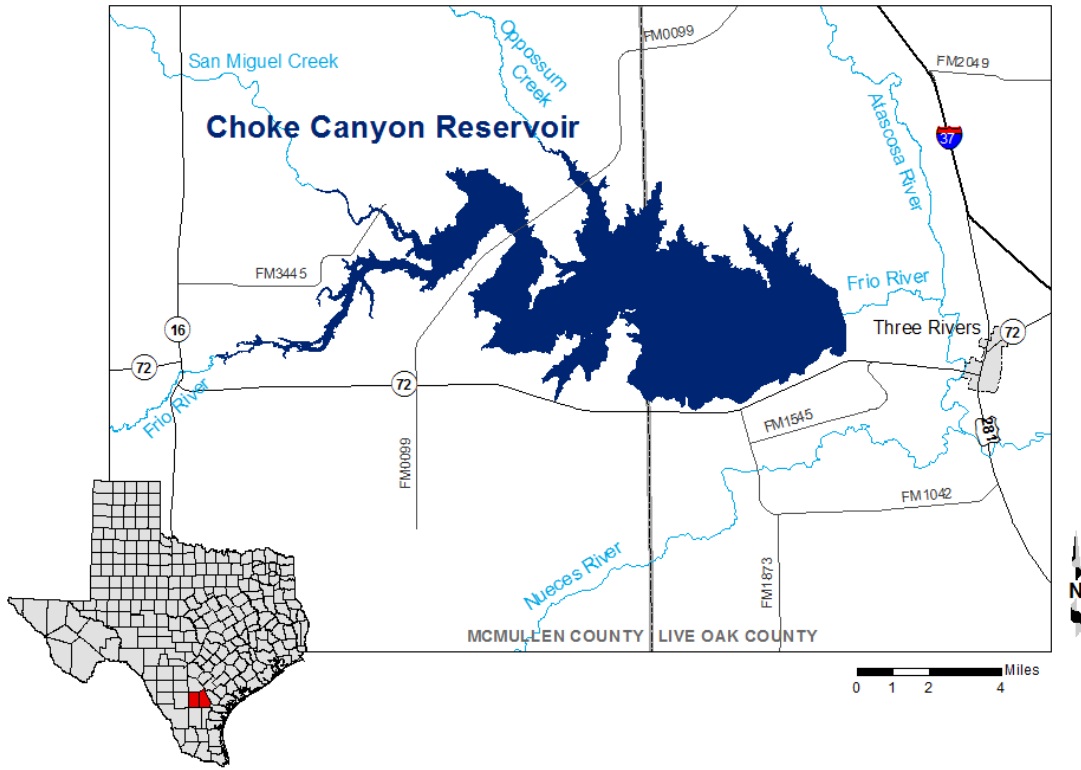 FM0099
San Miguel Creek
Oppossum
Creek
FM2049
Choke Canyon Reservoir
Atascosa River
37
FM3445
Frio River
16
Three Rivers
72
72
72
Frio River
FM0099
FM1545
281
FM1042
Nueces River
FM1873
N
MCMULLEN COUNTY
LIVE OAK COUNTY
Miles
0 1 2 4